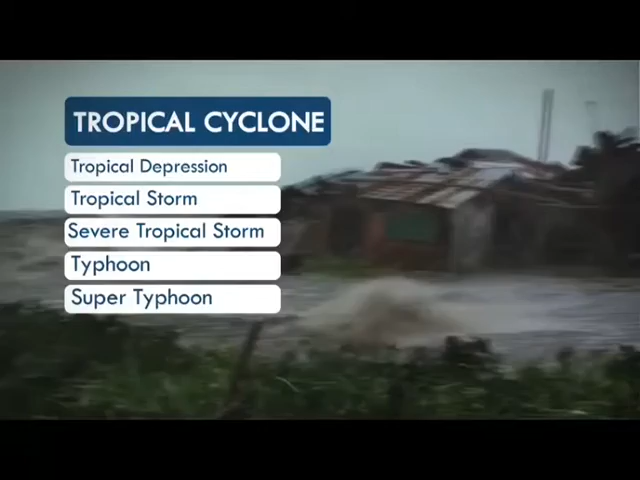 TROPICAL CYCLONE
Tropical Depression
Tropical Storm
Severe Tropical Storm
Typhoon
Super Typhoon